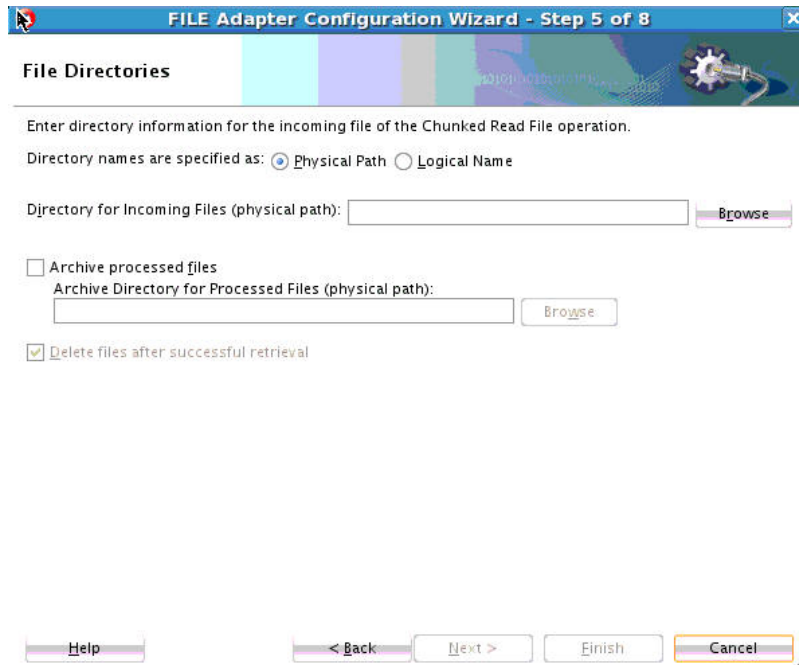 FILE Adapter Configuration Wizard - Step 5 of 8
File Directories
Enter directory information for the incoming file of the Chunked Read File operation.
Directory names are specified as: Physical Path Logical Name
Directory for Incoming Files (physical path): Browse
Archive processed files
Archive Directory for Processed Files (physical path):
Browse
Delete files after successful retrieval
Help < Back Next > Finish Cancel